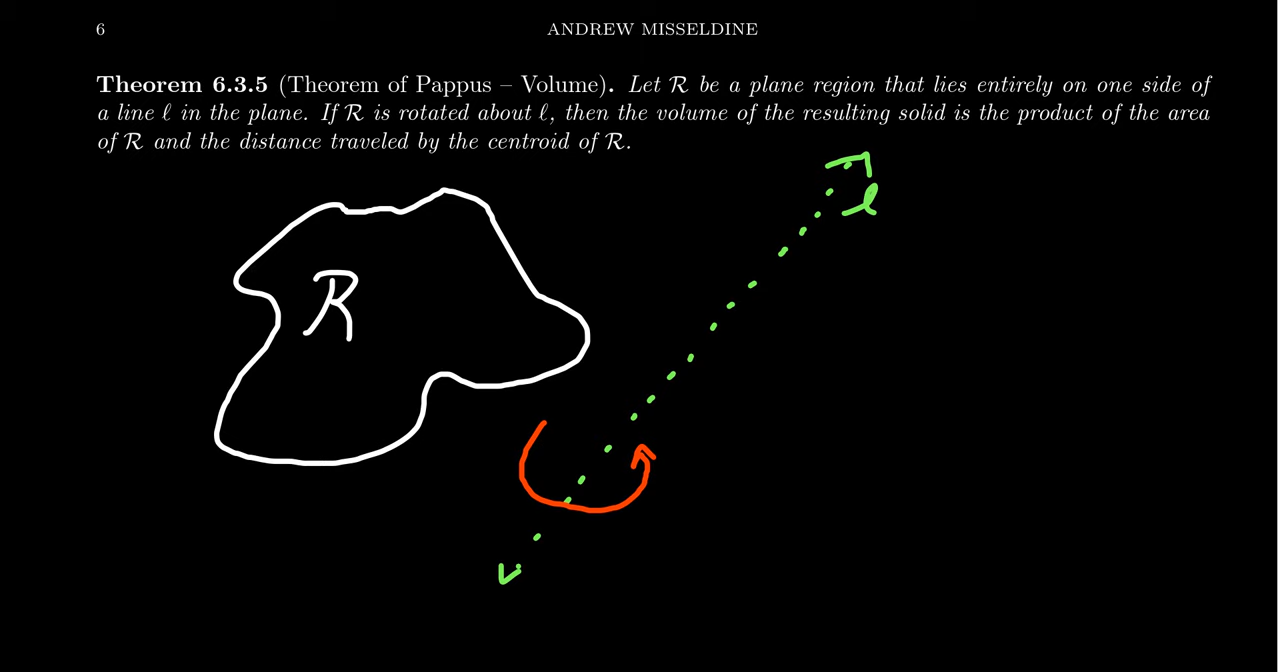 6 ANDREW MISSELDINE
Theorem 6.3.5 (Theorem of Pappus – Volume). Let ℛ be a plane region that lies entirely on one side of
a line ℓ in the plane. If ℛ is rotated about ℓ, then the volume of the resulting solid is the product of the area
of ℛ and the distance traveled by the centroid of ℛ.
ℓ
R